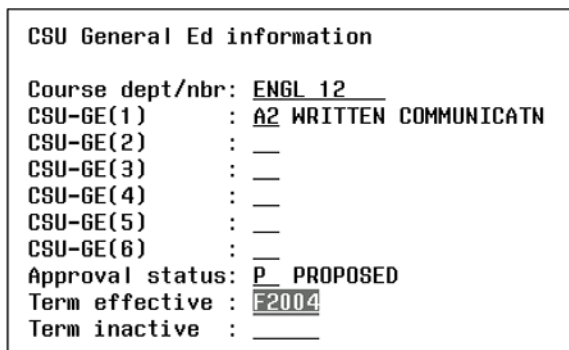 CSU General Ed information
Course dept/nbr: ENGL 12
CSU-GE(1) : A2 WRITTEN COMMUNICATN
CSU-GE(2) :
CSU-GE(3) :
CSU-GE(4) :
CSU-GE(5) :
CSU-GE(6) :
Approval status: P PROPOSED
Term effective : F2004
Term inactive :